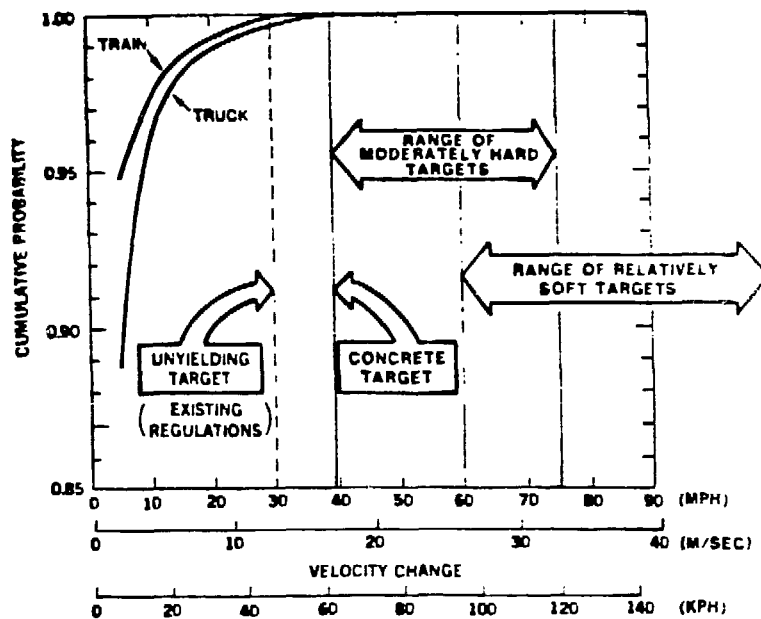 1.00
0.95
0.90
0.85
CUMULATIVE PROBABILITY
TRAIN
TRUCK
RANGE OF
MODERATELY HARD
TARGETS
RANGE OF RELATIVELY
SOFT TARGETS
UNYIELDING
TARGET
(EXISTING
REGULATIONS)
CONCRETE
TARGET
0 10 20 30 40 50 60 70 80 90 (MPH)
0 10 20 30 40 (M/SEC)
VELOCITY CHANGE
0 20 40 60 80 100 120 140 (KPH)